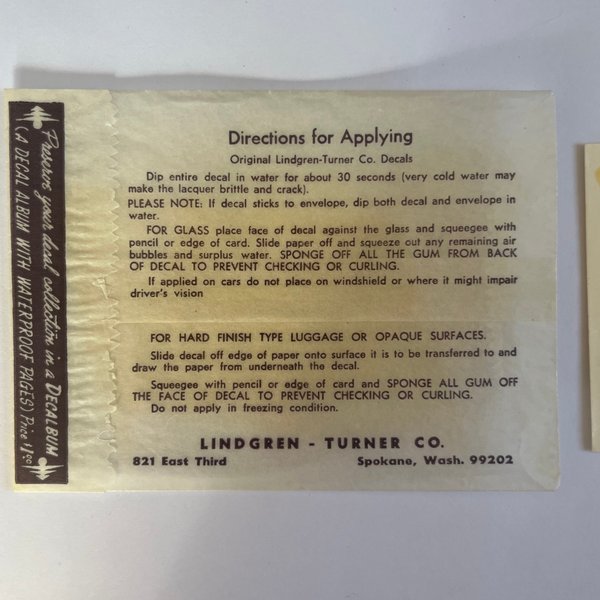 Preserve your decal collection in a DECALBUM
(A DECAL ALBUM WITH WATERPROOF PAGES) Price $1.00
Directions for Applying
Original Lindgren-Turner Co. Decals
Dip entire decal in water for about 30 seconds (very cold water may
make the lacquer brittle and crack).
PLEASE NOTE: If decal sticks to envelope, dip both decal and envelope in
water.
FOR GLASS place face of decal against the glass and squeegee with
pencil or edge of card. Slide paper off and squeeze out any remaining air
bubbles and surplus water. SPONGE OFF ALL THE GUM FROM BACK
OF DECAL TO PREVENT CHECKING OR CURLING.
If applied on cars do not place on windshield or where it might impair
driver's vision
FOR HARD FINISH TYPE LUGGAGE OR OPAQUE SURFACES.
Slide decal off edge of paper onto surface it is to be transferred to and
draw the paper from underneath the decal.
Squeegee with pencil or edge of card and SPONGE ALL GUM OFF
THE FACE OF DECAL TO PREVENT CHECKING OR CURLING.
Do not apply in freezing condition.
LINDGREN - TURNER CO.
821 East Third Spokane, Wash. 99202